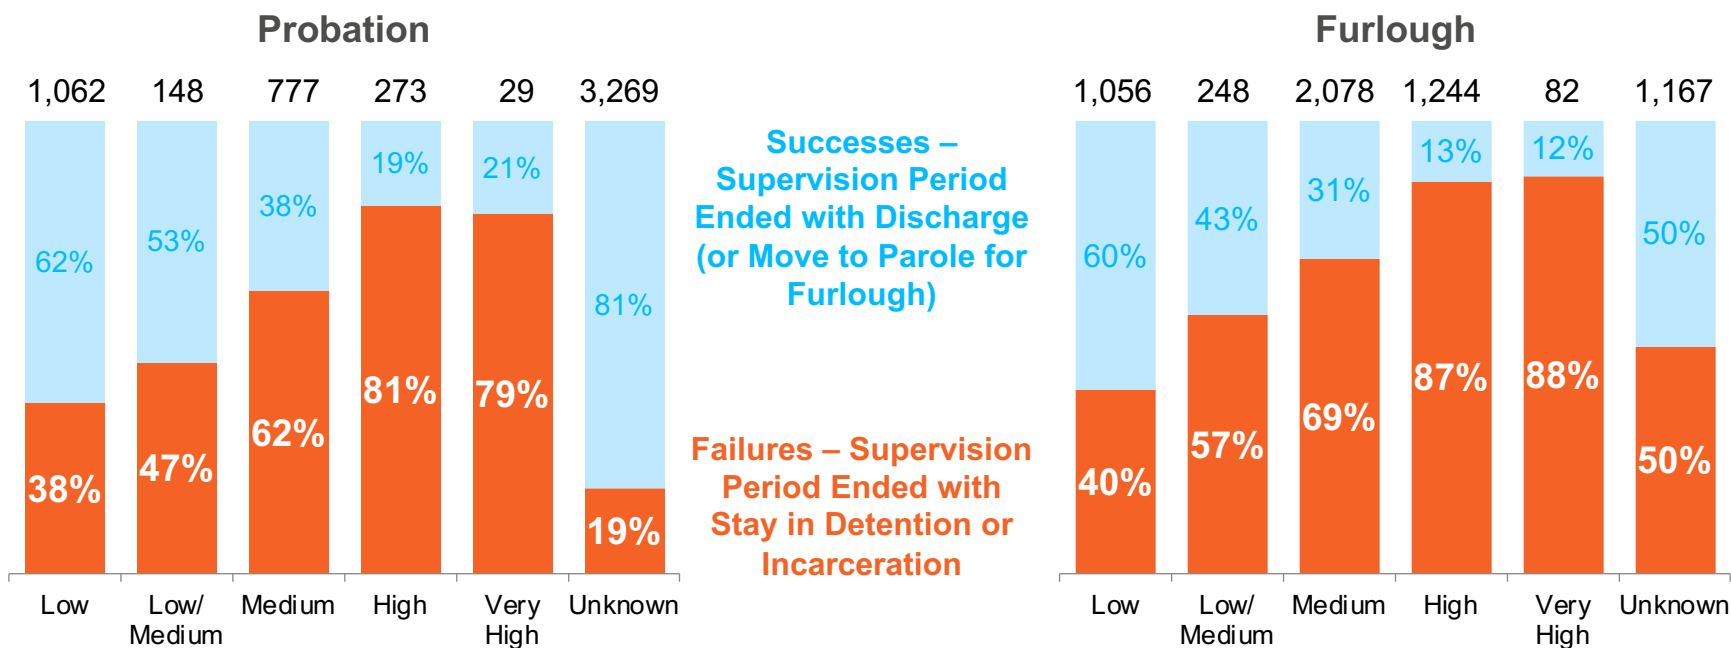 Probation
1,062 148 777 273 29 3,269
62% 53% 38% 19% 21% 81%
38% 47% 62% 81% 79% 19%
Low Low/ Medium High Very Unknown
Medium High
Successes –
Supervision Period
Ended with Discharge
(or Move to Parole for
Furlough)
Failures – Supervision
Period Ended with
Stay in Detention or
Incarceration
Furlough
1,056 248 2,078 1,244 82 1,167
60% 43% 31% 13% 12% 50%
40% 57% 69% 87% 88% 50%
Low Low/ Medium High Very Unknown
Medium High